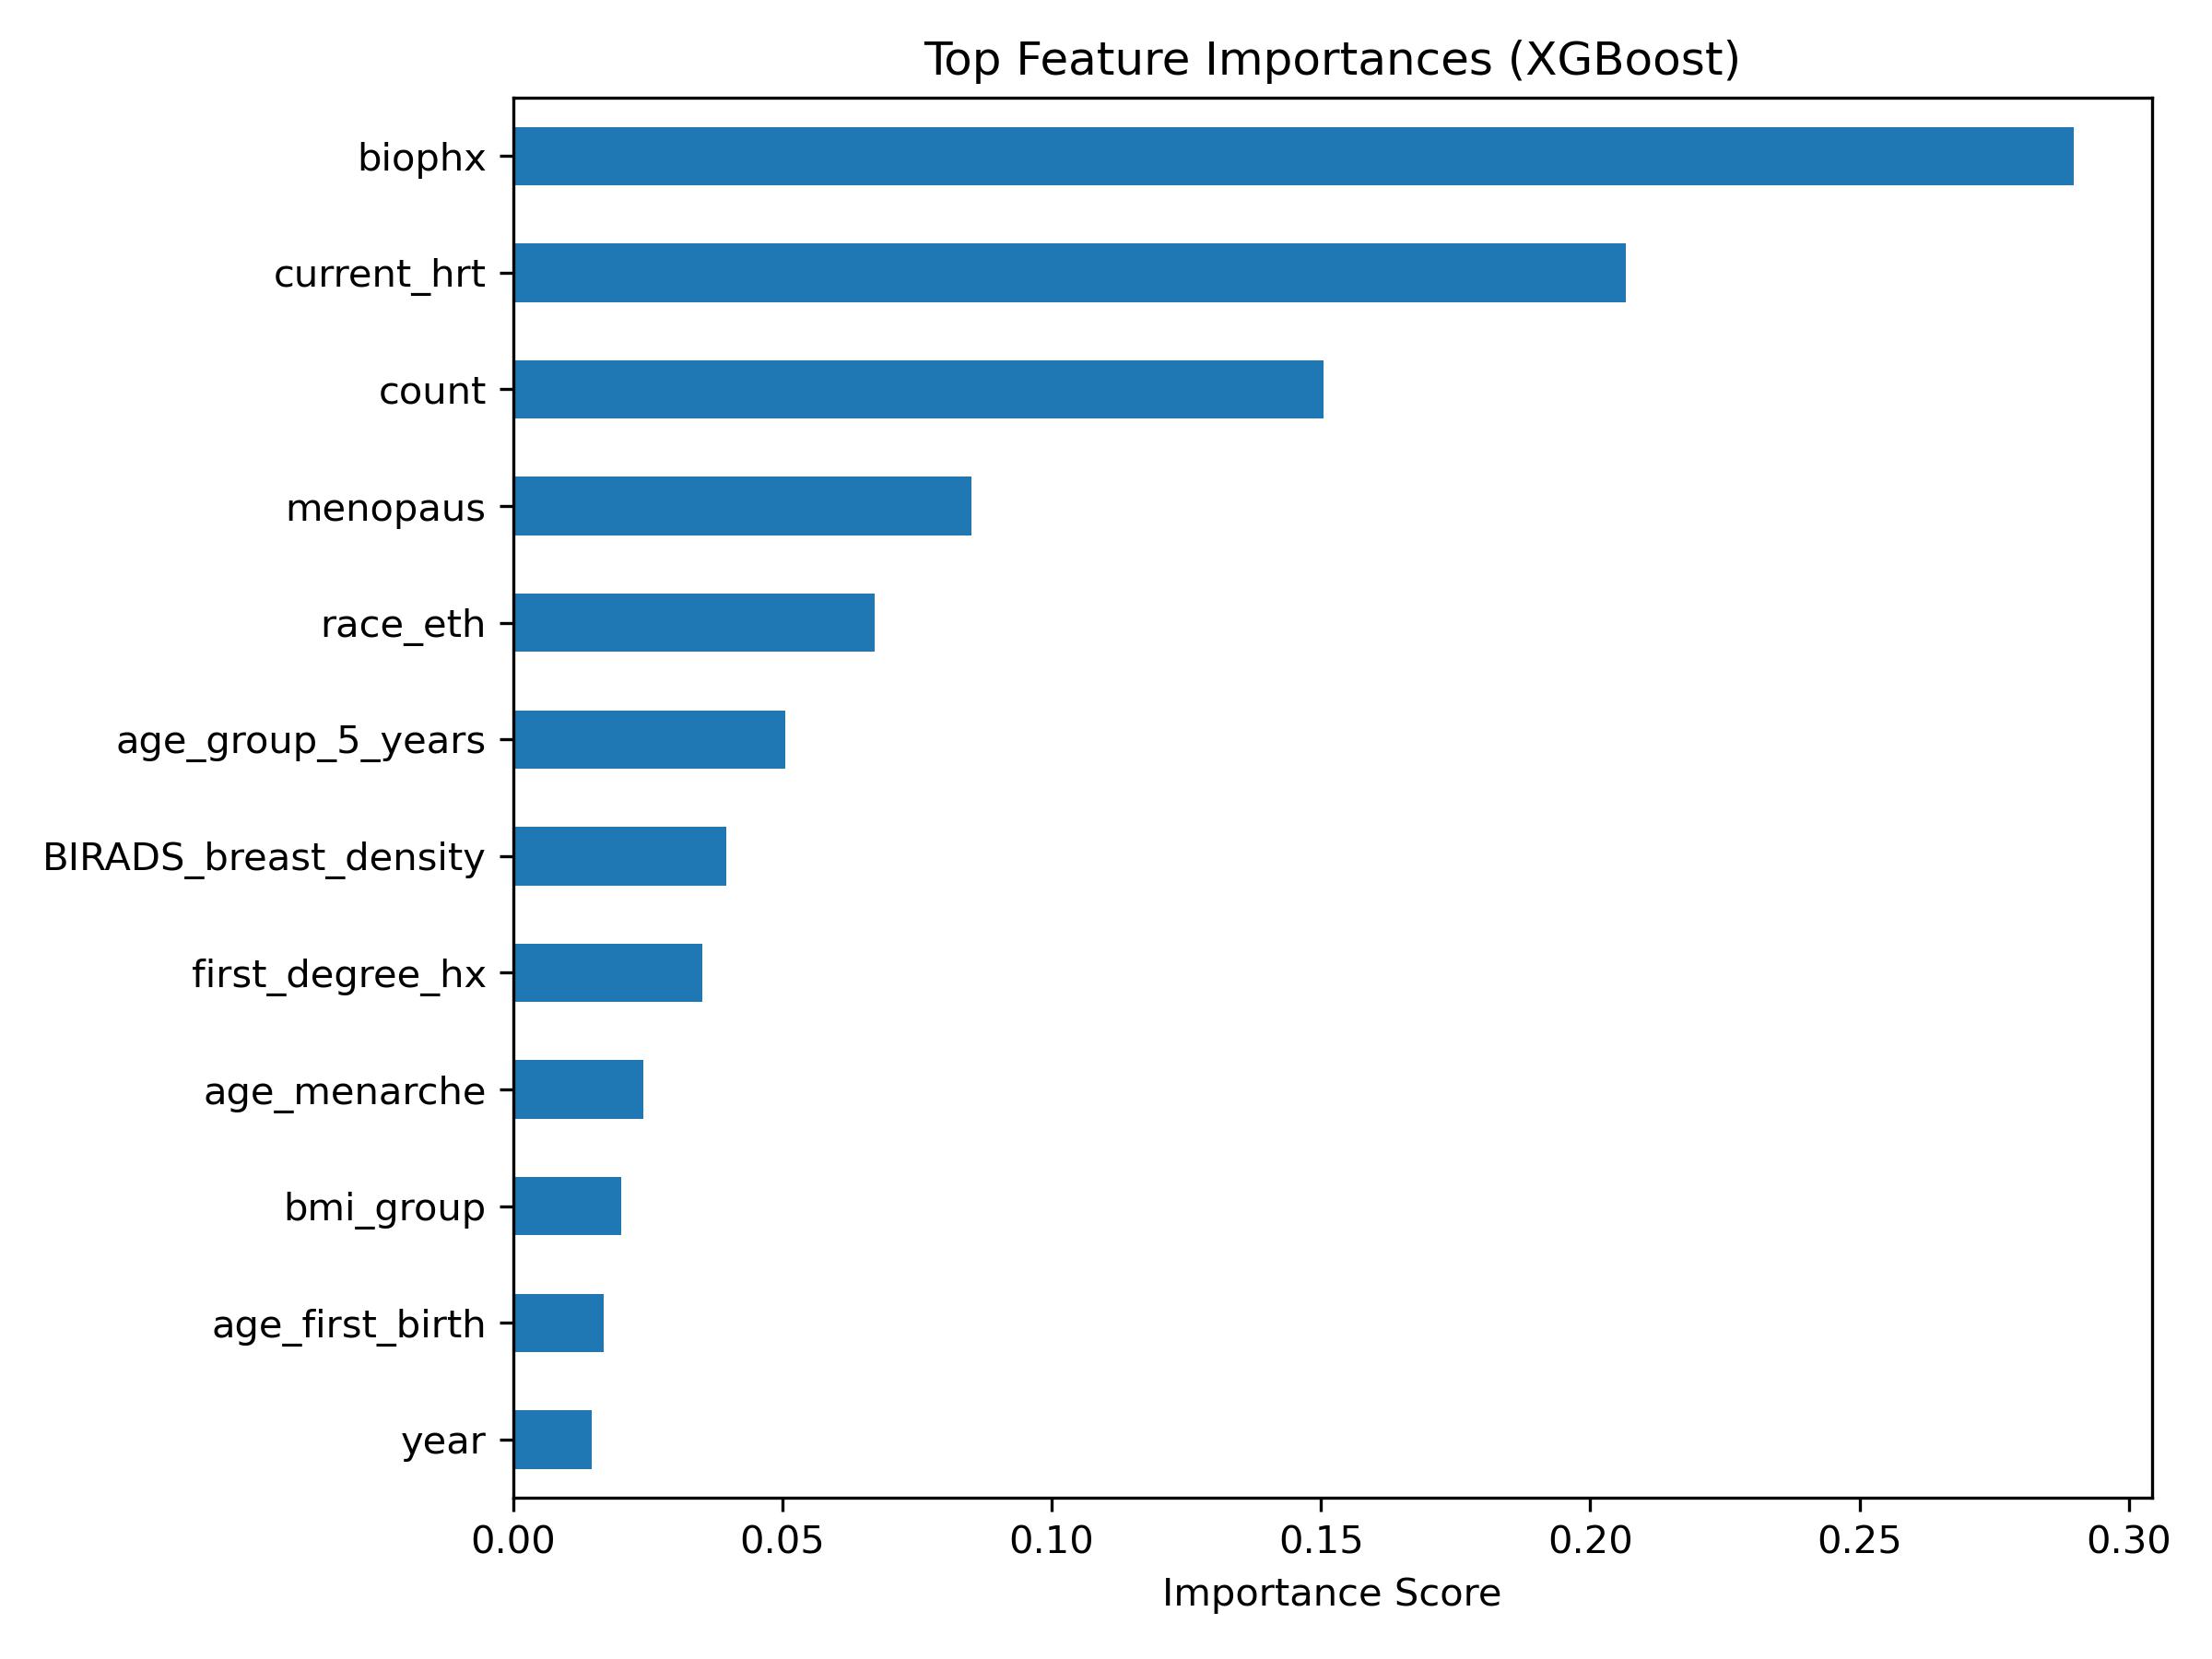 Top Feature Importances (XGBoost)
biophx
current_hrt
count
menopaus
race_eth
age_group_5_years
BIRADS_breast_density
first_degree_hx
age_menarche
bmi_group
age_first_birth
year
0.00 0.05 0.10 0.15 0.20 0.25 0.30
Importance Score